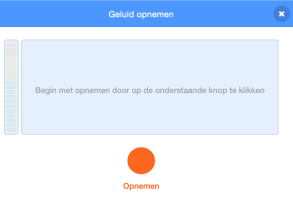 Geluid opnemen
Begin met opnemen door op de onderstaande knop te klikken
Opnemen